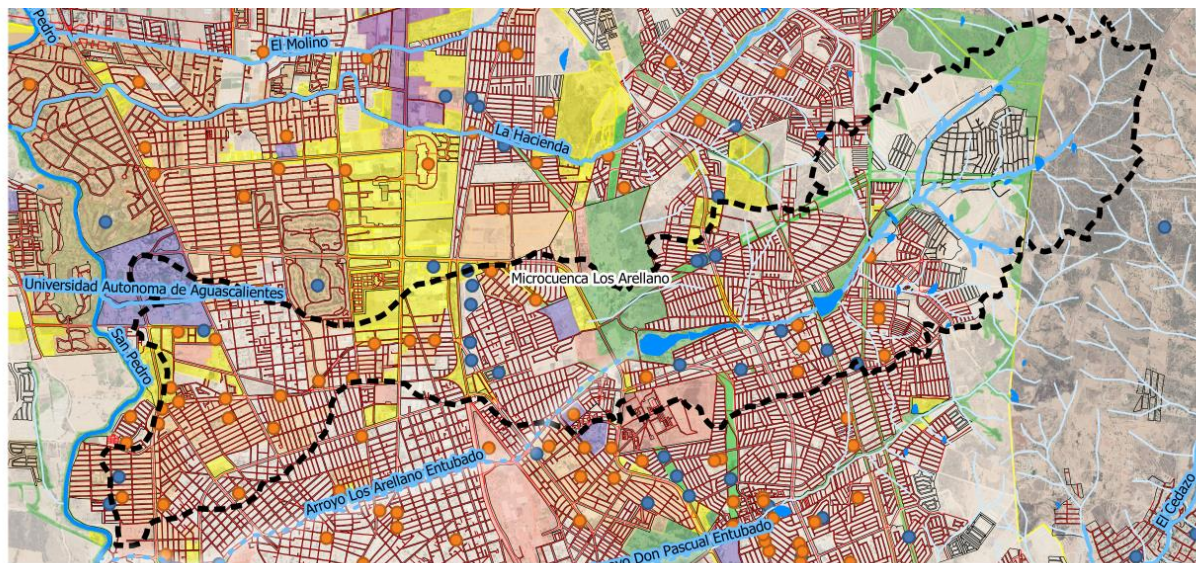 Pedro
El Molino
La Hacienda
Microcuenca Los Arellano
Universidad Autonoma de Aguascalientes
San Pedro
Arroyo Los Arellano Entubado
yo Don Pascual Entubado
El Cedazo